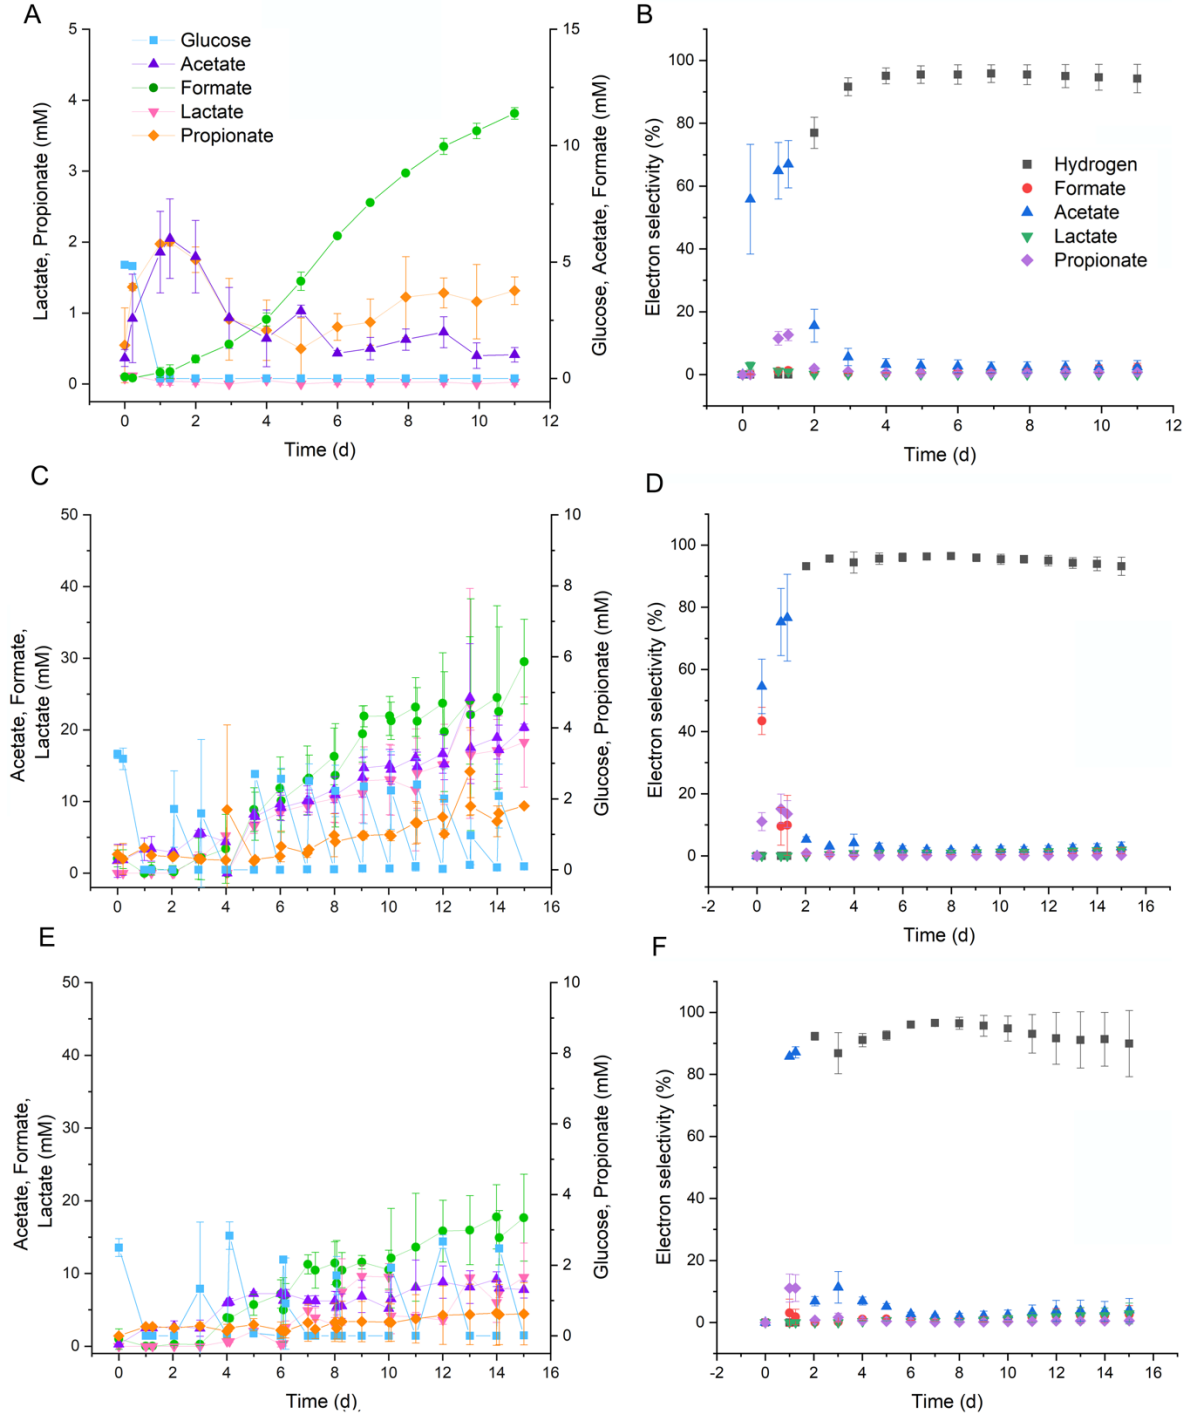 A
5
4
3
2
1
0
Lactate, Propionate (mM)
Glucose
Acetate
Formate
Lactate
Propionate
15
10
5
0
Glucose, Acetate, Formate (mM)
0 2 4 6 8 10 12
Time (d)
B
100
80
60
40
20
0
Electron selectivity (%)
Hydrogen
Formate
Acetate
Lactate
Propionate
0 2 4 6 8 10 12
Time (d)
C
50
40
30
20
10
0
Acetate, Formate,
Lactate (mM)
10
8
6
4
2
0
Glucose, Propionate (mM)
0 2 4 6 8 10 12 14 16
Time (d)
D
100
80
60
40
20
0
Electron selectivity (%)
-2 0 2 4 6 8 10 12 14 16
Time (d)
E
50
40
30
20
10
0
Acetate, Formate,
Lactate (mM)
10
8
6
4
2
0
Glucose, Propionate (mM)
0 2 4 6 8 10 12 14 16
Time (d)
F
100
80
60
40
20
0
Electron selectivity (%)
-2 0 2 4 6 8 10 12 14 16
Time (d)